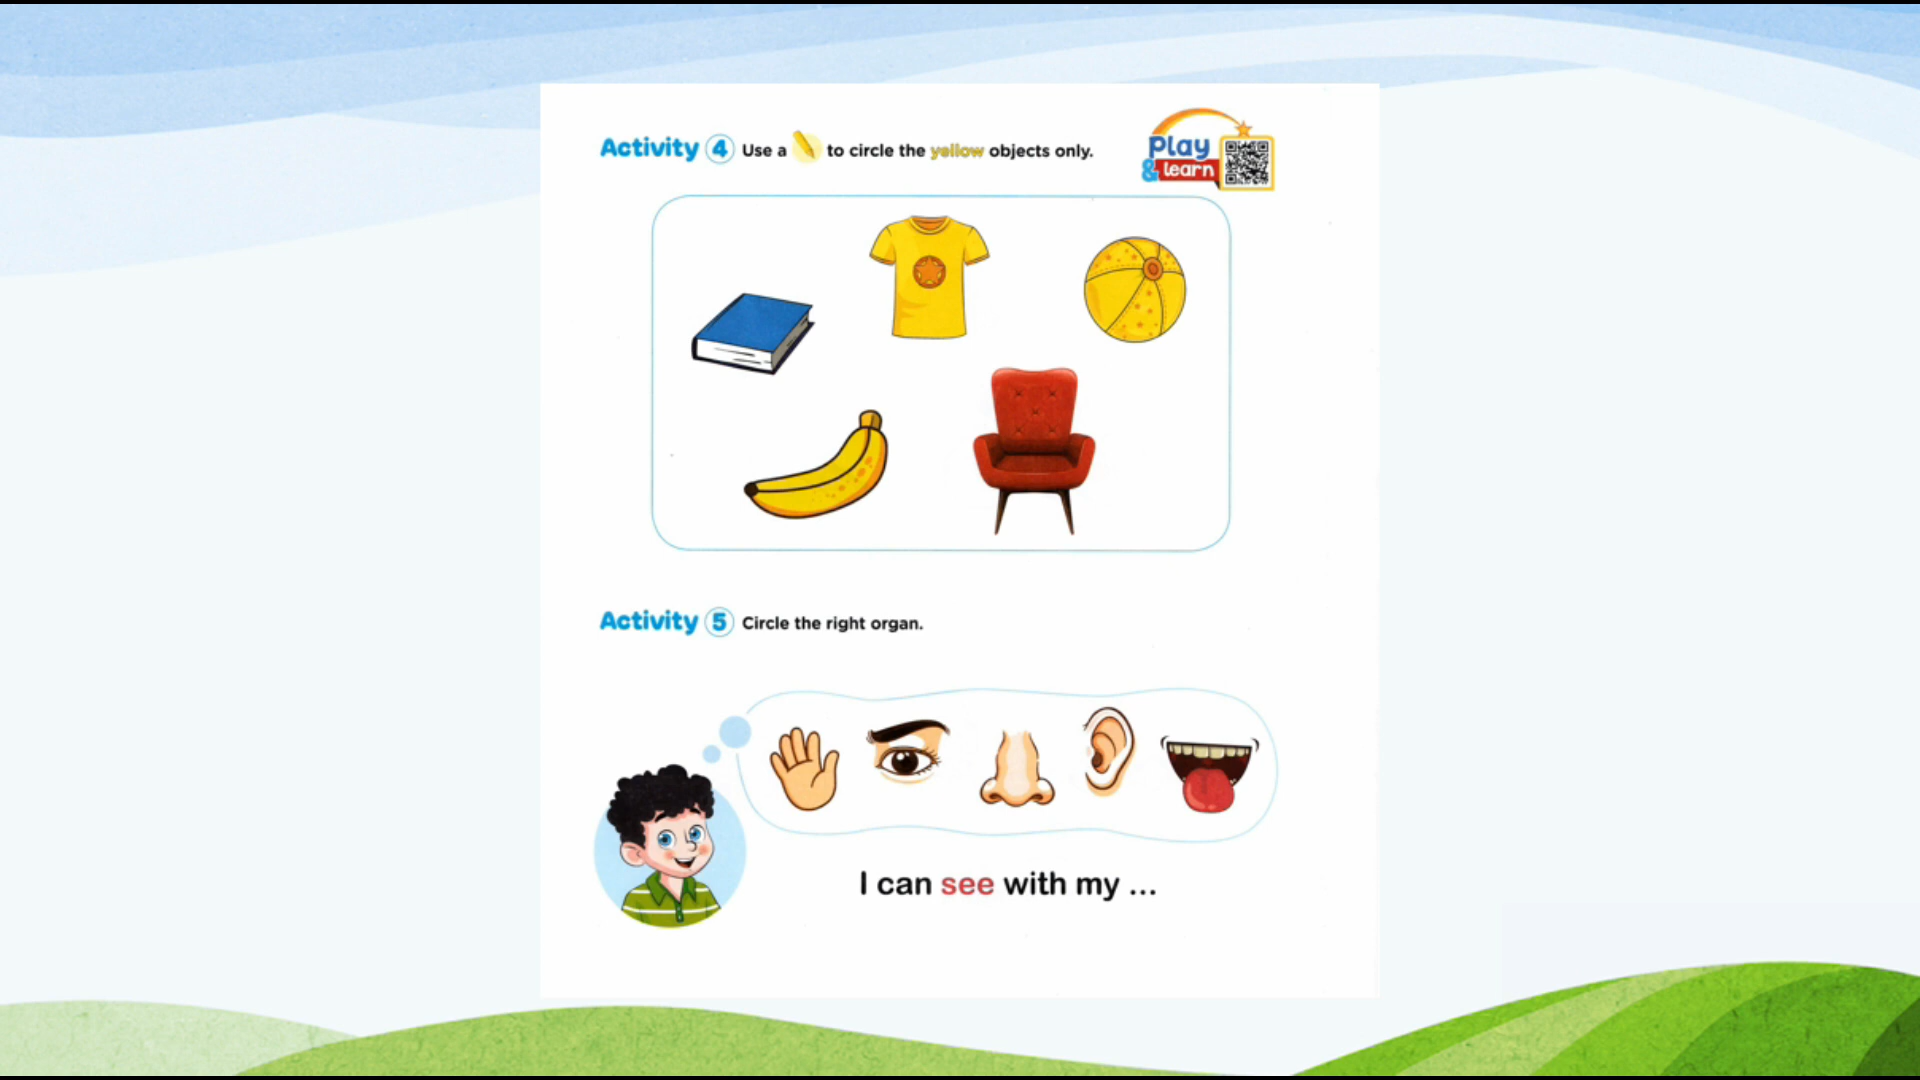 Activity 4 Use a to circle the yellow objects only.
Play
& learn
Activity 5 Circle the right organ.
I can see with my ...